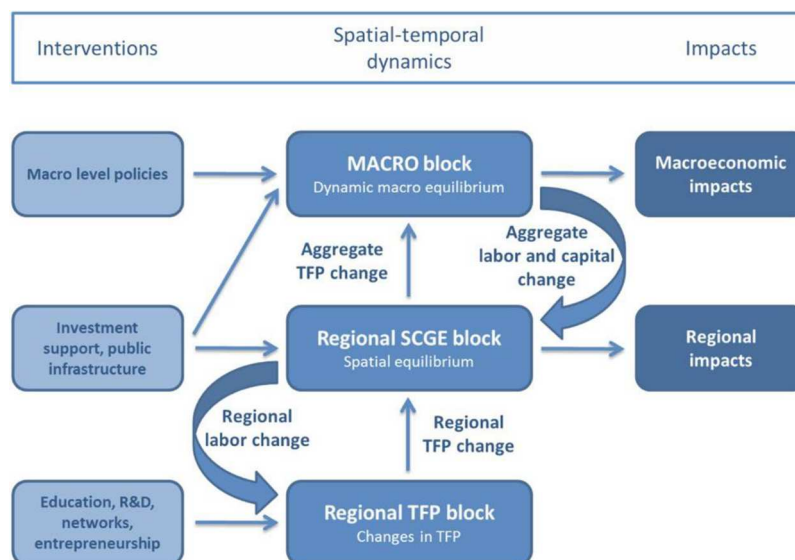 Interventions
Spatial-temporal
dynamics
Impacts
Macro level policies
MACRO block
Dynamic macro equilibrium
Macroeconomic
impacts
Aggregate
TFP change
Aggregate
labor and capital
change
Investment
support, public
infrastructure
Regional SCGE block
Spatial equilibrium
Regional
impacts
Regional
labor change
Regional
TFP change
Education, R&D,
networks,
entrepreneurship
Regional TFP block
Changes in TFP